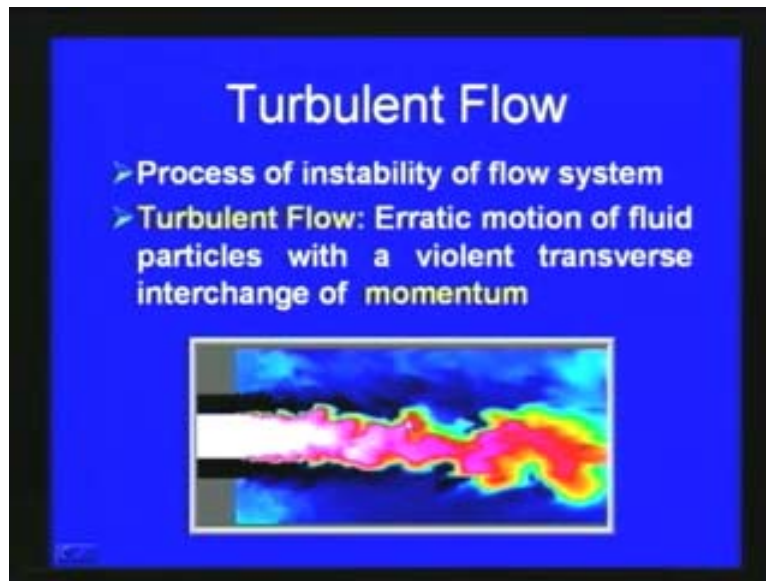 Turbulent Flow
➢Process of instability of flow system
➢Turbulent Flow: Erratic motion of fluid
particles with a violent transverse
interchange of momentum